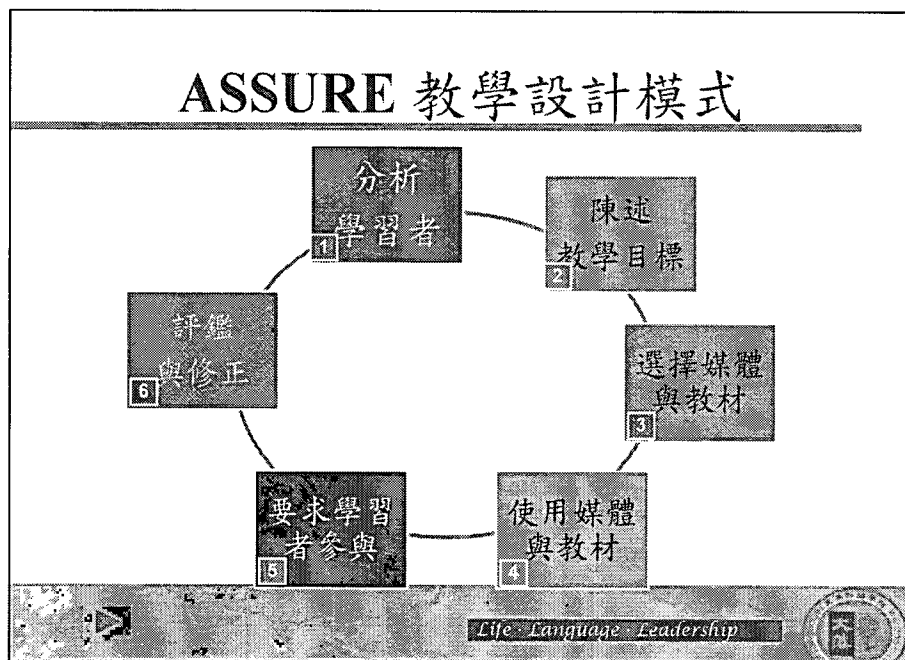 ASSURE 教學設計模式
分析
學習者
1
陳述
教學目標
2
選擇媒體
與教材
3
使用媒體
與教材
4
要求學習
者參與
5
評鑑
與修正
6
Life · Language · Leadership